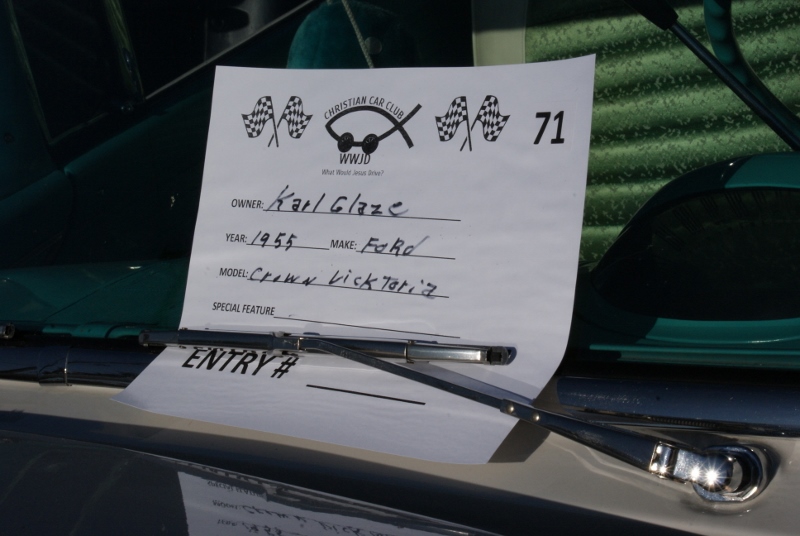 CHRISTIAN CAR CLUB
71
WWJD
What Would Jesus Drive?
OWNER: Karl Glaze
YEAR: 1955 MAKE: FoRd
MODEL: Crown VickToria
SPECIAL FEATURE
ENTRY #